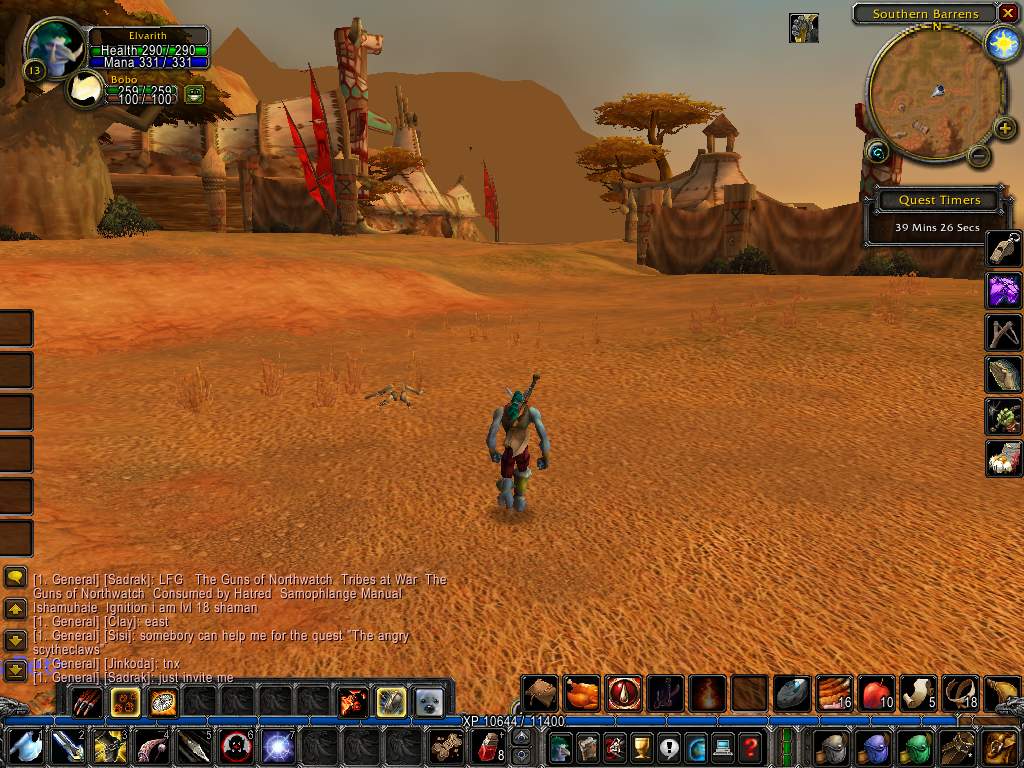 Elvarith
Health 290 / 290
Mana 331 / 331
13
Bobo
259 / 259
100 / 100
Southern Barrens
N
Quest Timers
39 Mins 26 Secs
[1. General] [Sadrak]: LFG The Guns of Northwatch Tribes at War The
Guns of Northwatch Consumed by Hatred Samophlange Manual
Ishamuhale Ignition i am lvl 18 shaman
[1. General] [Clay]: east
[1. General] [Sisi]: somebory can help me for the quest "The angry
scytheclaws"
[1. General] [Jinkoda]: tnx
[1. General] [Sadrak]: just invite me
16 10 5 18
XP 10644 / 11400
2 3 4 5 6 7
8